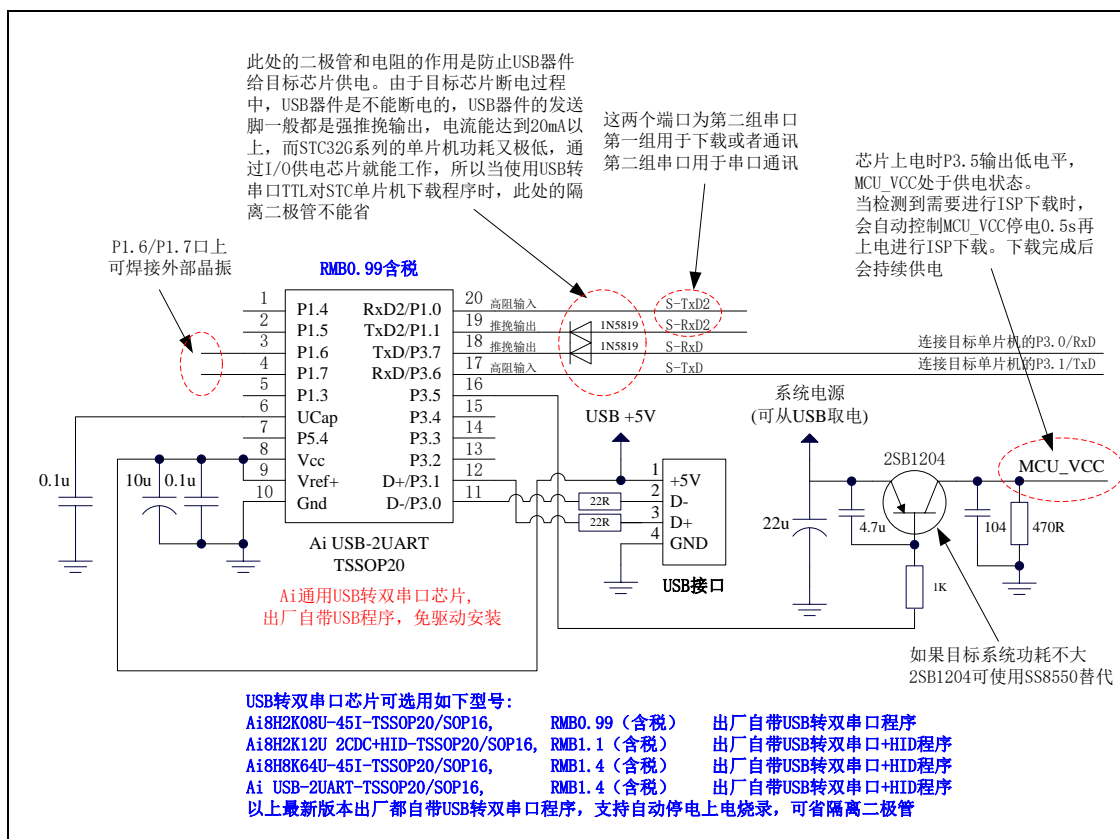 此处的二极管和电阻的作用是防止USB器件
给目标芯片供电。由于目标芯片断电过程
中，USB器件是不能断电的，USB器件的发送
脚一般都是强推挽输出，电流能达到20mA以
上，而STC32G系列的单片机功耗又极低，通
过I/O供电芯片就能工作，所以当使用USB转
串口TTL对STC单片机下载程序时，此处的隔
离二极管不能省
这两个端口为第二组串口
第一组用于下载或者通讯
第二组串口用于串口通讯
芯片上电时P3.5输出低电平，
MCU_VCC处于供电状态。
当检测到需要进行ISP下载时，
会自动控制MCU_VCC停电0.5s再
上电进行ISP下载。下载完成后
会持续供电
P1.6/P1.7口上
可焊接外部晶振
RMB0.99含税
1 P1.4 RxD2/P1.0 20 高阻输入 S-TxD2
2 P1.5 TxD2/P1.1 19 推挽输出 1N5819 S-RxD2
3 P1.6 TxD/P3.7 18 推挽输出 1N5819 S-RxD 连接目标单片机的P3.0/RxD
4 P1.7 RxD/P3.6 17 高阻输入 S-TxD 连接目标单片机的P3.1/TxD
5 P1.3 P3.5 16
6 UCap P3.4 15
7 P5.4 P3.3 14
8 Vcc P3.2 13
9 Vref+ D+/P3.1 12
10 Gnd D-/P3.0 11
0.1u
10u
0.1u
Ai USB-2UART
TSSOP20
Ai通用USB转双串口芯片，
出厂自带USB程序，免驱动安装
USB +5V
22R
22R
1 +5V
2 D-
3 D+
4 GND
USB接口
系统电源
(可从USB取电)
2SB1204
MCU_VCC
22u
4.7u
104
470R
1K
如果目标系统功耗不大
2SB1204可使用SS8550替代
USB转双串口芯片可选用如下型号:
Ai8H2K08U-45I-TSSOP20/SOP16, RMB0.99（含税） 出厂自带USB转双串口程序
Ai8H2K12U 2CDC+HID-TSSOP20/SOP16, RMB1.1（含税） 出厂自带USB转双串口+HID程序
Ai8H8K64U-45I-TSSOP20/SOP16, RMB1.4（含税） 出厂自带USB转双串口+HID程序
Ai USB-2UART-TSSOP20/SOP16, RMB1.4（含税） 出厂自带USB转双串口+HID程序
以上最新版本出厂都自带USB转双串口程序，支持自动停电上电烧录，可省隔离二极管